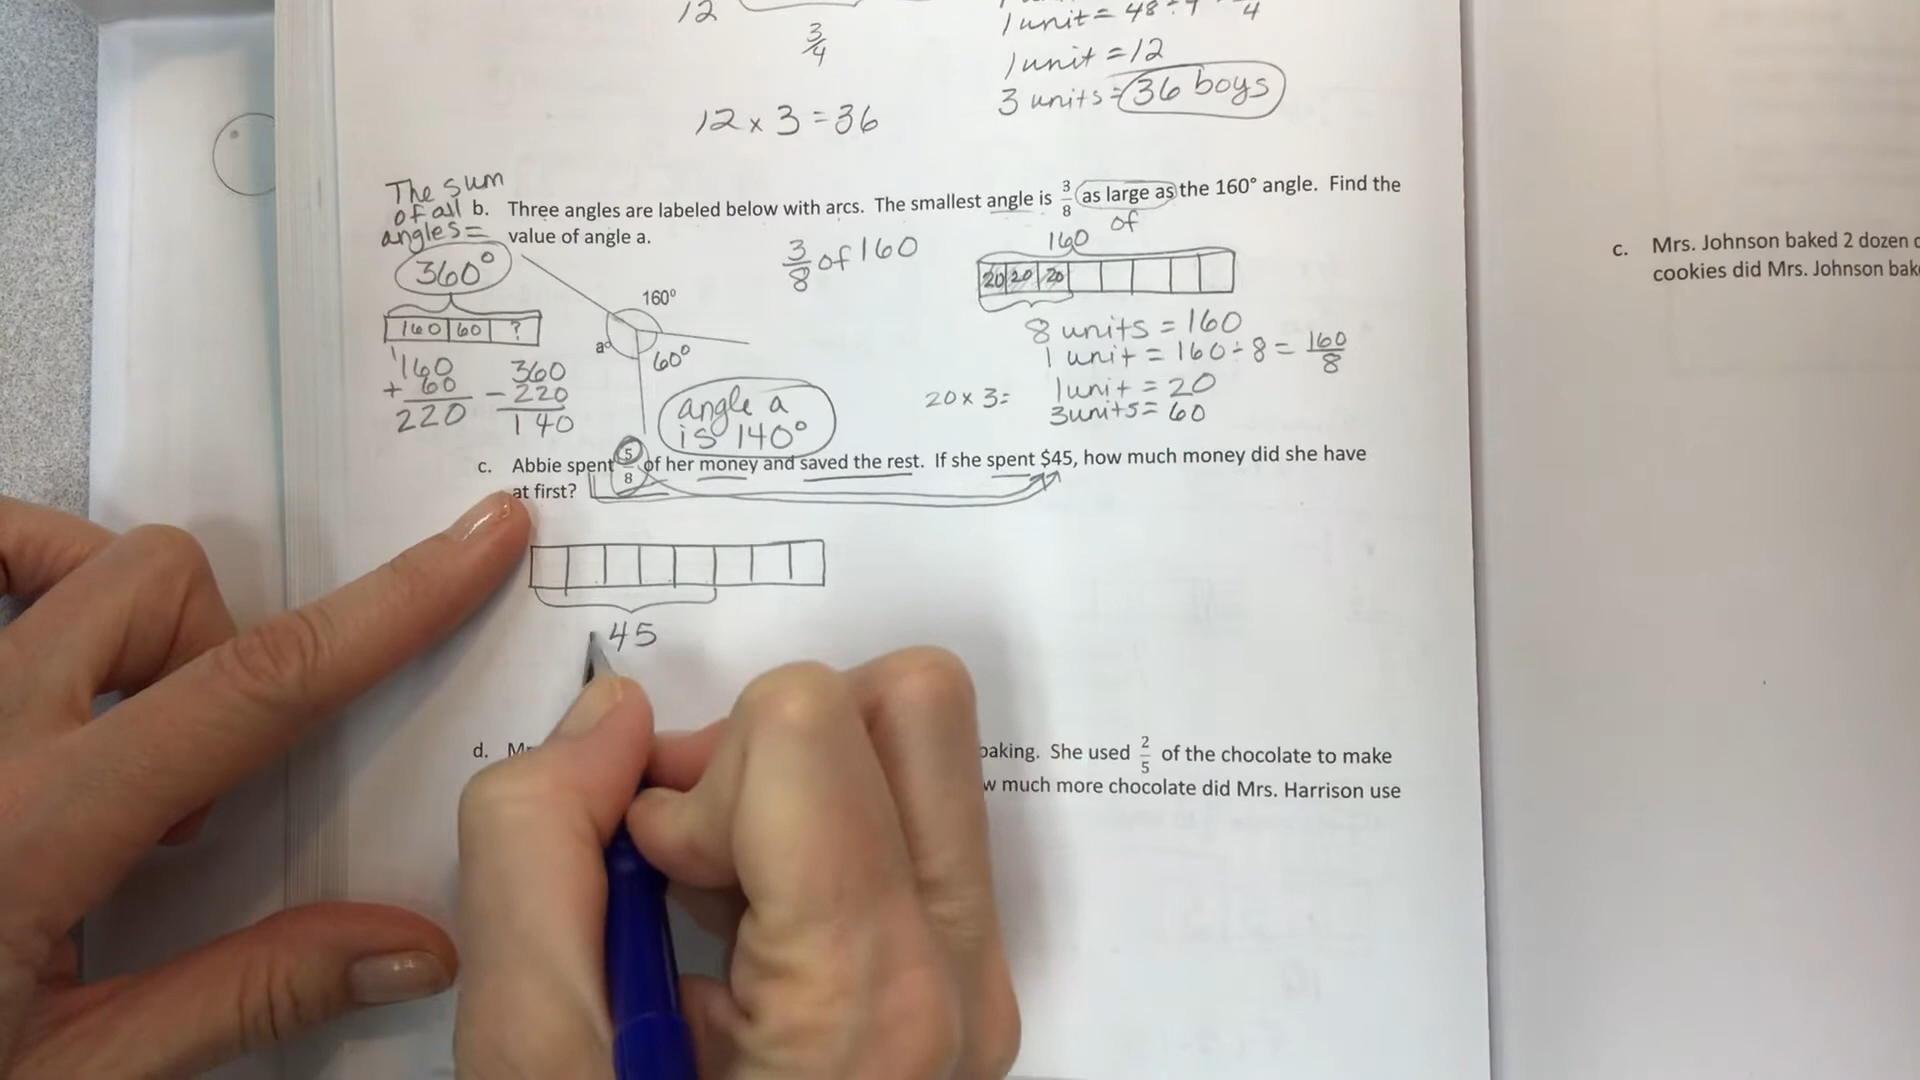 12
3/4
1 unit = 48 ÷ 4
4
1 unit = 12
3 units = 36 boys
12 x 3 = 36
The sum
of all
angles =
360°
b. Three angles are labeled below with arcs. The smallest angle is 3/8 as large as the 160° angle. Find the
of
value of angle a.
3/8 of 160
160
20 20 20
160°
a°
60°
160 60 ?
160
+ 60
220
360
- 220
140
angle a
is 140°
8 units = 160
1 unit = 160 ÷ 8 = 160/8
1 unit = 20
20 x 3 =
3 units = 60
c. Abbie spent 5/8 of her money and saved the rest. If she spent $45, how much money did she have
at first?
45
d.
baking. She used 2/5 of the chocolate to make
much more chocolate did Mrs. Harrison use
c. Mrs. Johnson baked 2 dozen
cookies did Mrs. Johnson